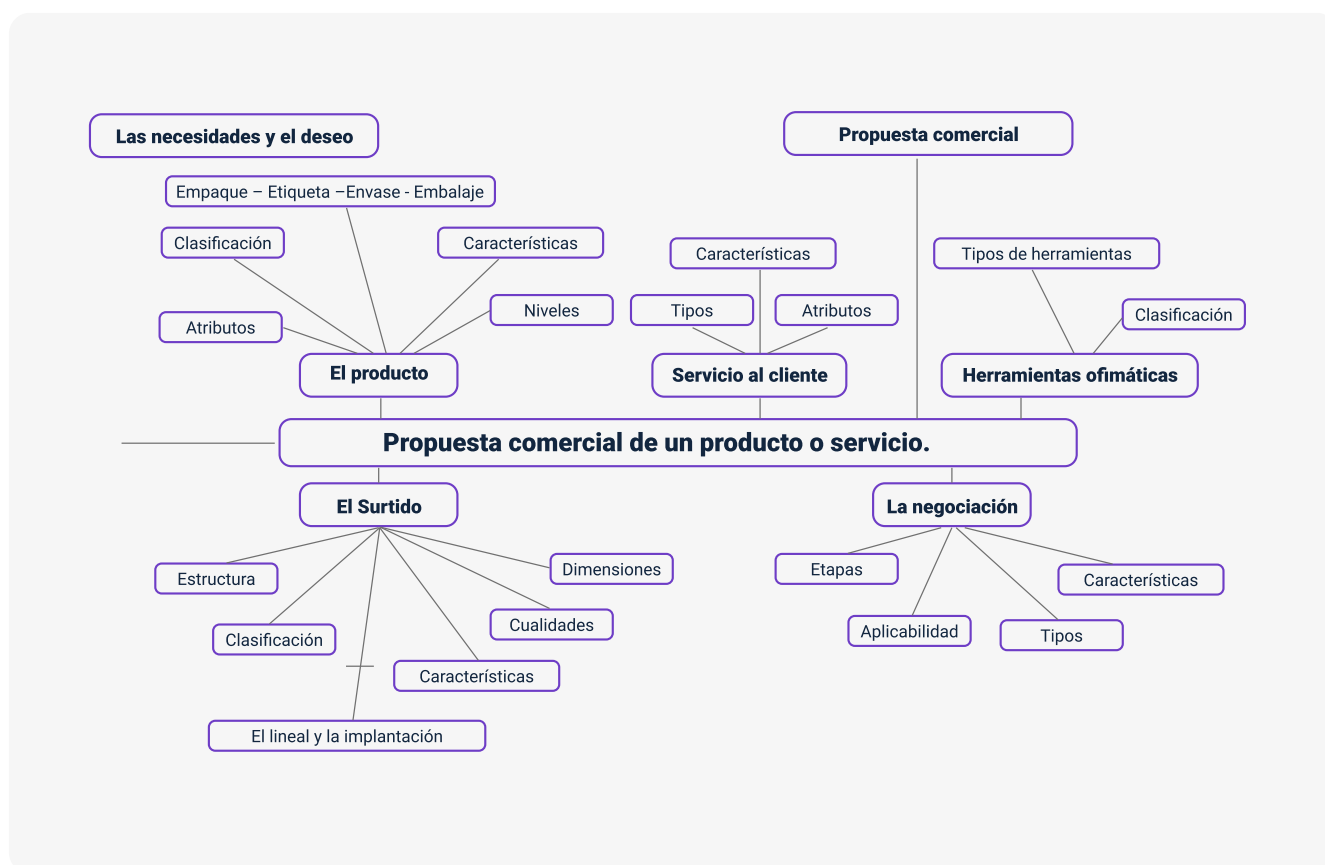 Las necesidades y el deseo
Propuesta comercial
Empaque – Etiqueta –Envase - Embalaje
Clasificación
Características
Características
Tipos de herramientas
Atributos
Niveles
Tipos
Atributos
Clasificación
El producto
Servicio al cliente
Herramientas ofimáticas
Propuesta comercial de un producto o servicio.
El Surtido
La negociación
Estructura
Dimensiones
Etapas
Características
Clasificación
Cualidades
Aplicabilidad
Tipos
Características
El lineal y la implantación